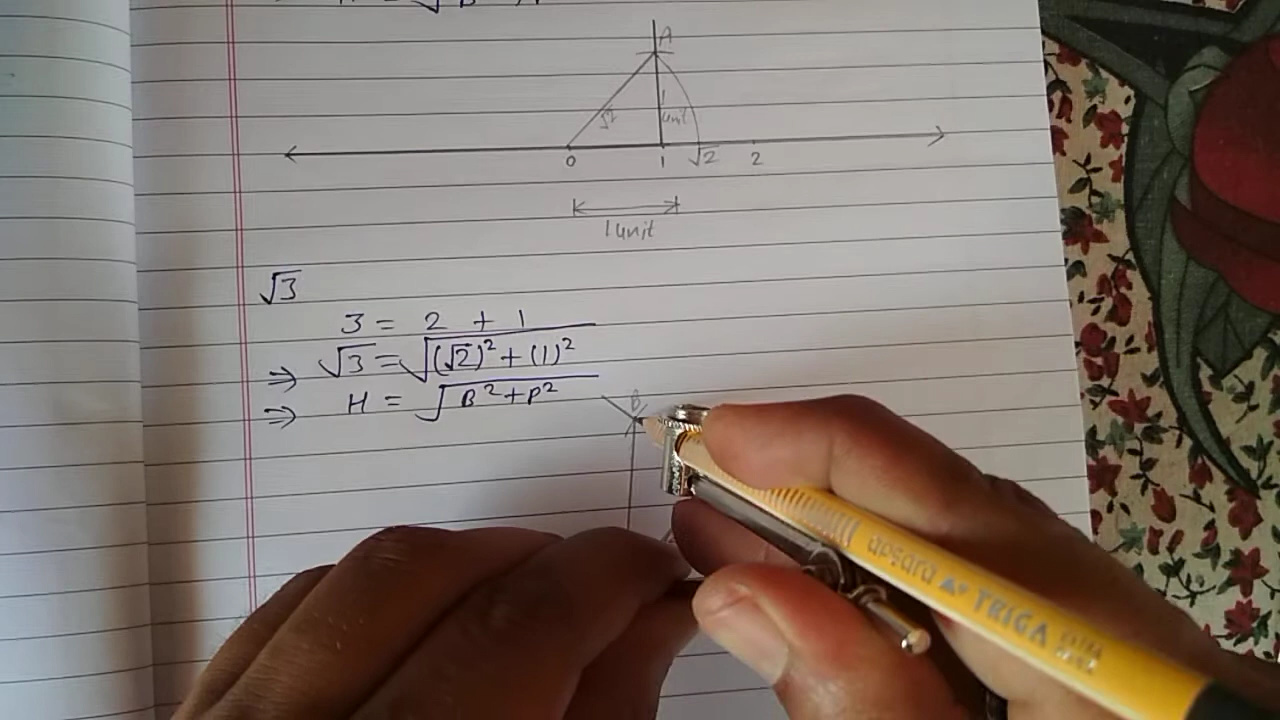 A
√2
1
unit
0 1 √2 2
1 unit
√3
3 = 2 + 1
⇒ √3 = √(√2)² + (1)²
⇒ H = √B² + P²
B
apsara A° TRIGA